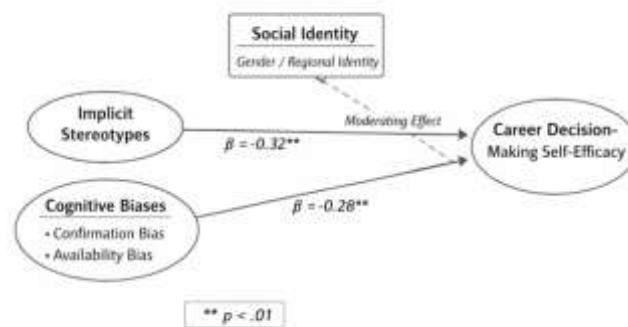 Social Identity
Gender / Regional Identity
Implicit
Stereotypes
Moderating Effect
β = -0.32**
Career Decision-
Making Self-Efficacy
Cognitive Biases
• Confirmation Bias
• Availability Bias
β = -0.28**
** p < .01